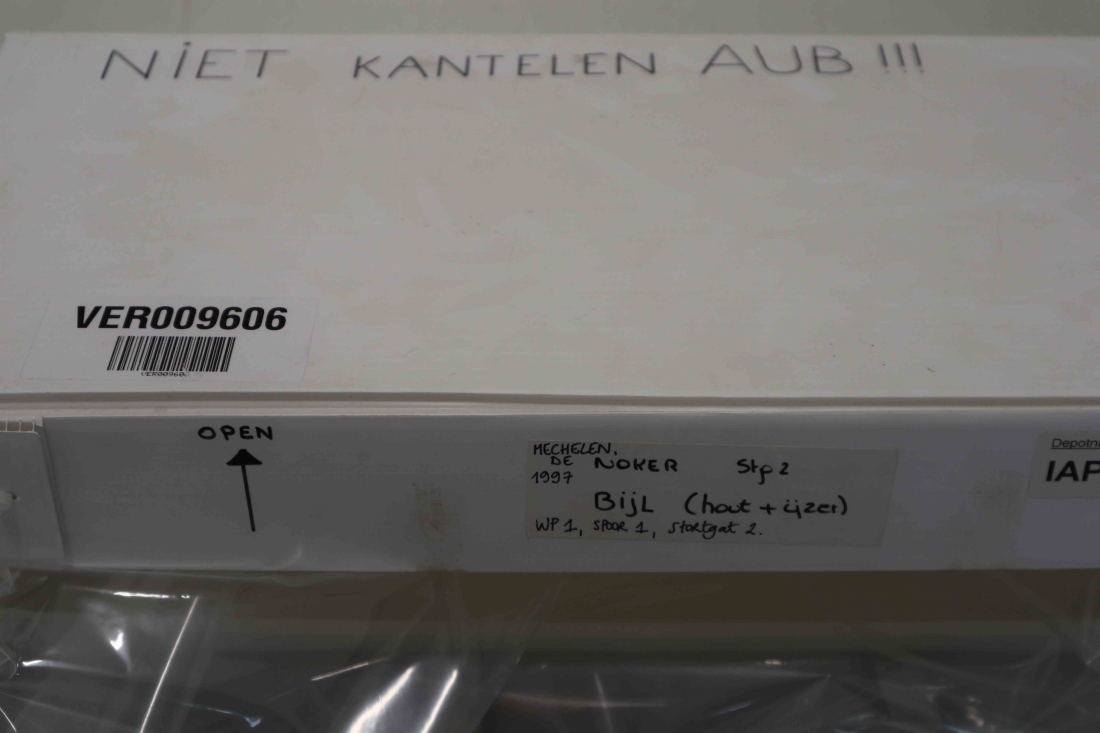 NiET KANTELEN AUB !!!
VER009606
OPEN
MECHELEN,
DE NOKER Stp 2
1997
BijL (hout + ijzer)
WP 1, SPOOR 1, Stortgat 2.
Depotn
IAP